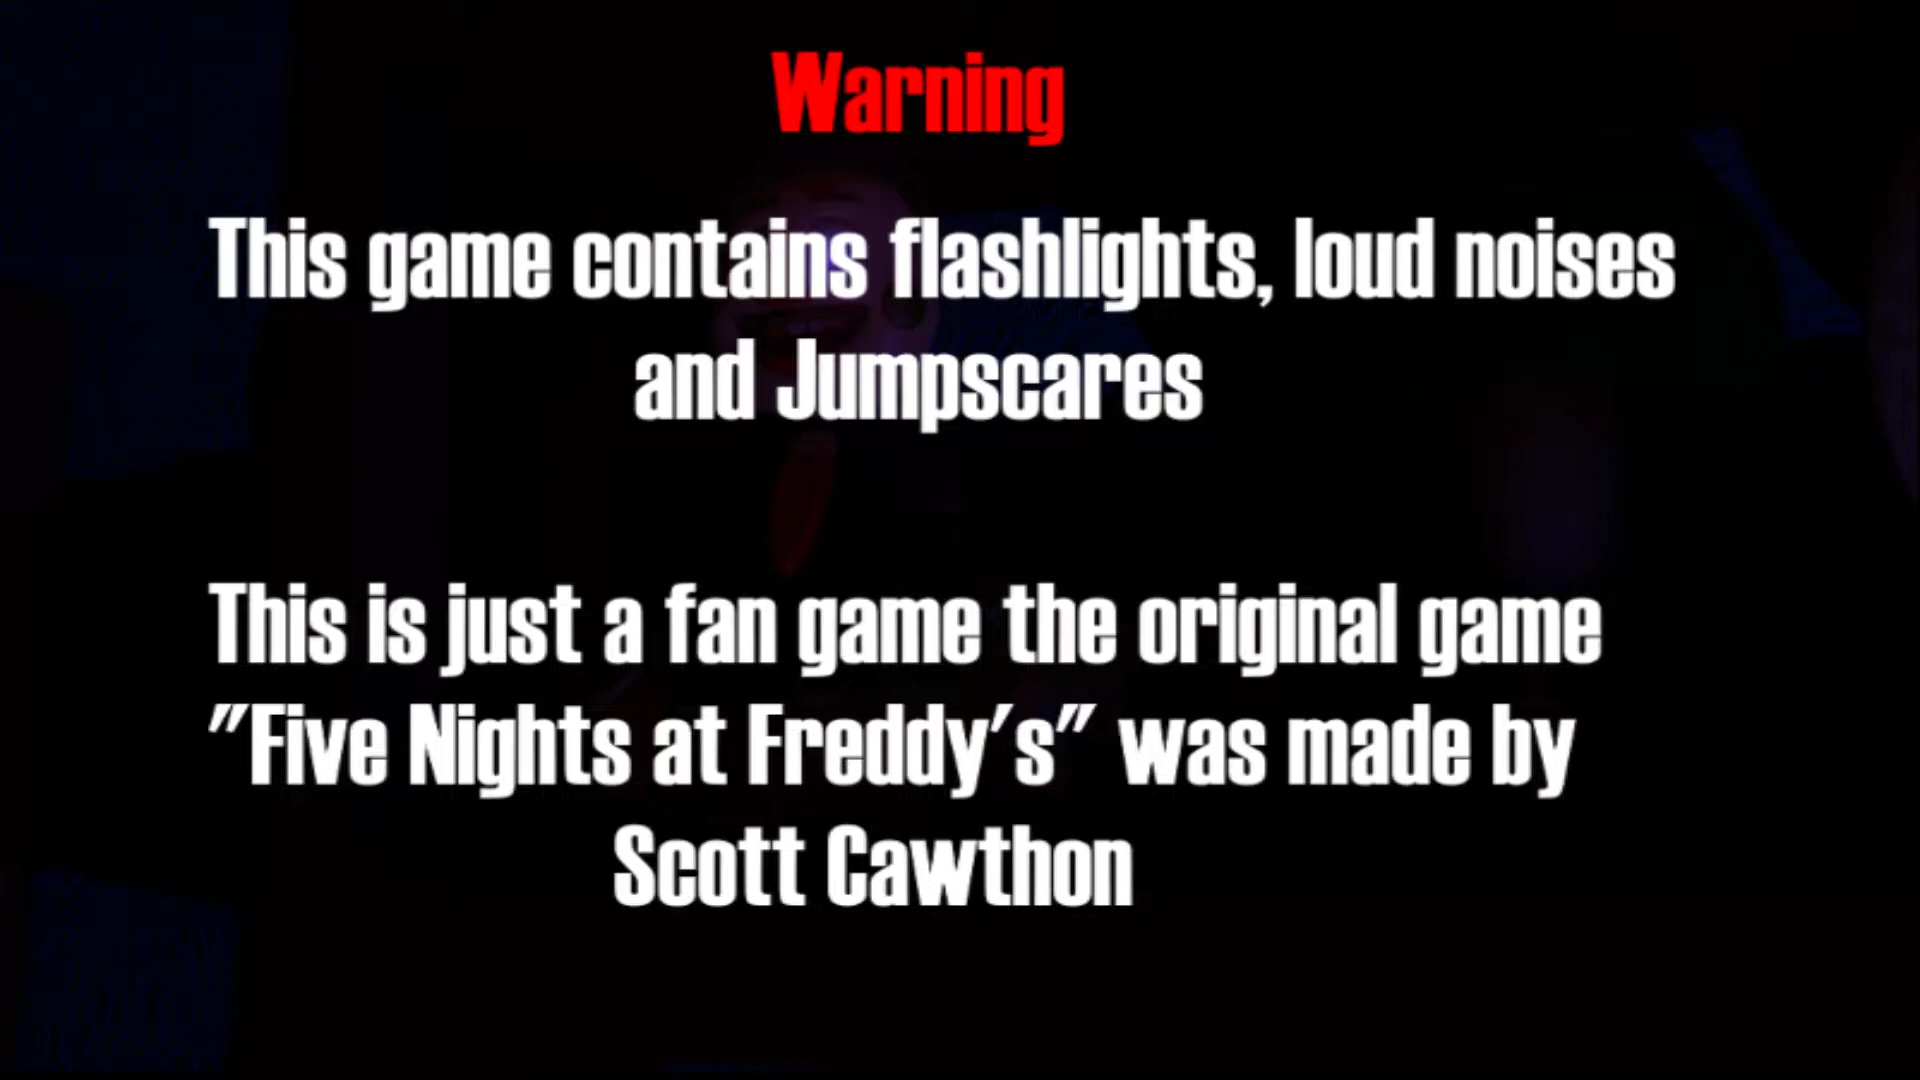 Warning
This game contains flashlights, loud noises
and Jumpscares
This is just a fan game the original game
"Five Nights at Freddy's" was made by
Scott Cawthon